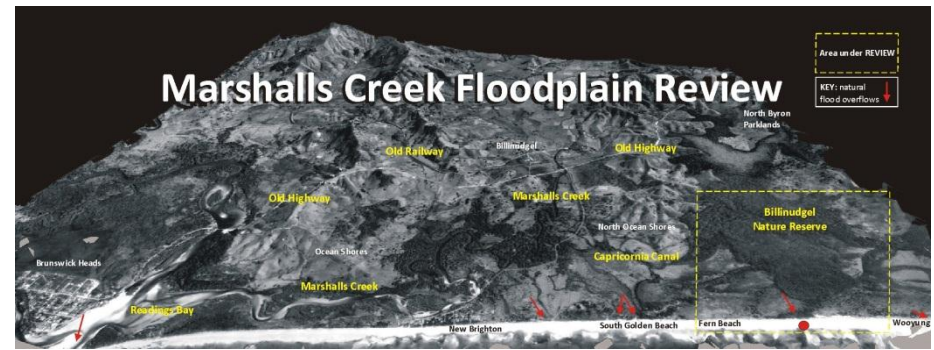 Area under REVIEW
Marshalls Creek Floodplain Review
KEY: natural
flood overflows
North Byron
Parklands
Old Railway
Billinudgel
Old Highway
Old Highway
Marshalls Creek
Billinudgel
Nature Reserve
North Ocean Shores
Ocean Shores
Capricornia Canal
Brunswick Heads
Marshalls Creek
Readings Bay
New Brighton
South Golden Beach
Fern Beach
Wooyung